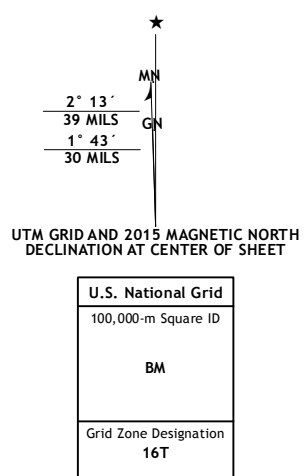 ★
MN
2° 13´
39 MILS
GN
1° 43´
30 MILS
UTM GRID AND 2015 MAGNETIC NORTH
DECLINATION AT CENTER OF SHEET
U.S. National Grid
100,000-m Square ID
BM
Grid Zone Designation
16T